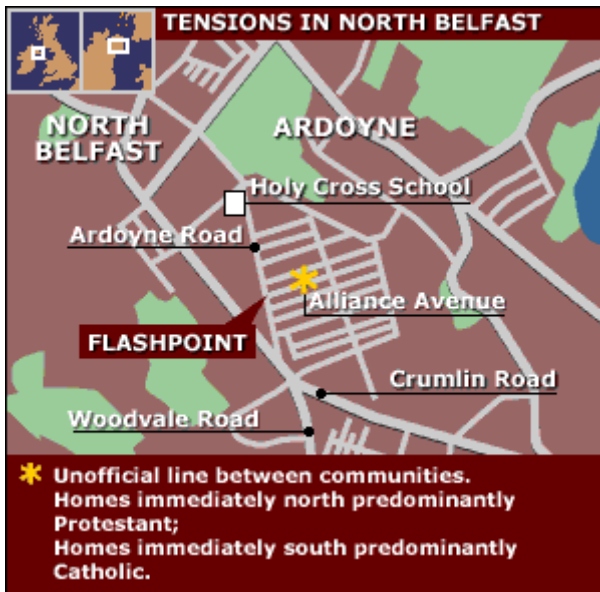 TENSIONS IN NORTH BELFAST
NORTH
BELFAST
ARDOYNE
Holy Cross School
Ardoyne Road
Alliance Avenue
FLASHPOINT
Crumlin Road
Woodvale Road
Unofficial line between communities.
Homes immediately north predominantly
Protestant;
Homes immediately south predominantly
Catholic.